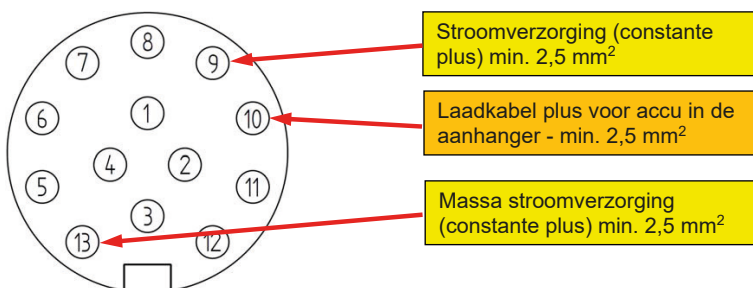 8
7
9
6
1
10
4
2
5
11
3
13
12
Stroomverzorging (constante
plus) min. 2,5 mm²
Laadkabel plus voor accu in de
aanhanger - min. 2,5 mm²
Massa stroomverzorging
(constante plus) min. 2,5 mm²